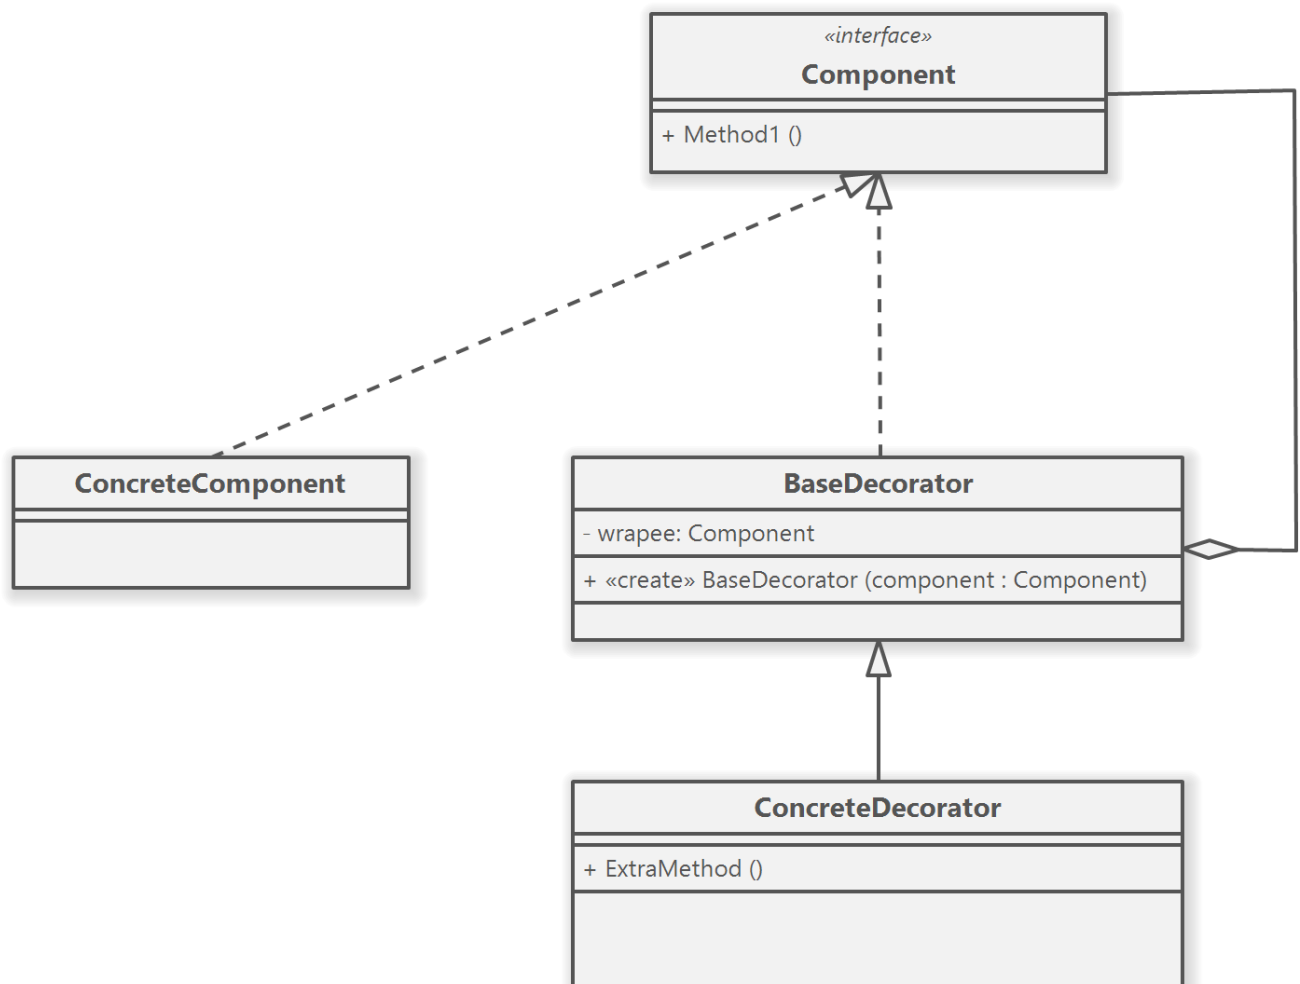 «interface»
Component
+ Method1 ()
ConcreteComponent
BaseDecorator
- wrapee: Component
+ «create» BaseDecorator (component : Component)
ConcreteDecorator
+ ExtraMethod ()